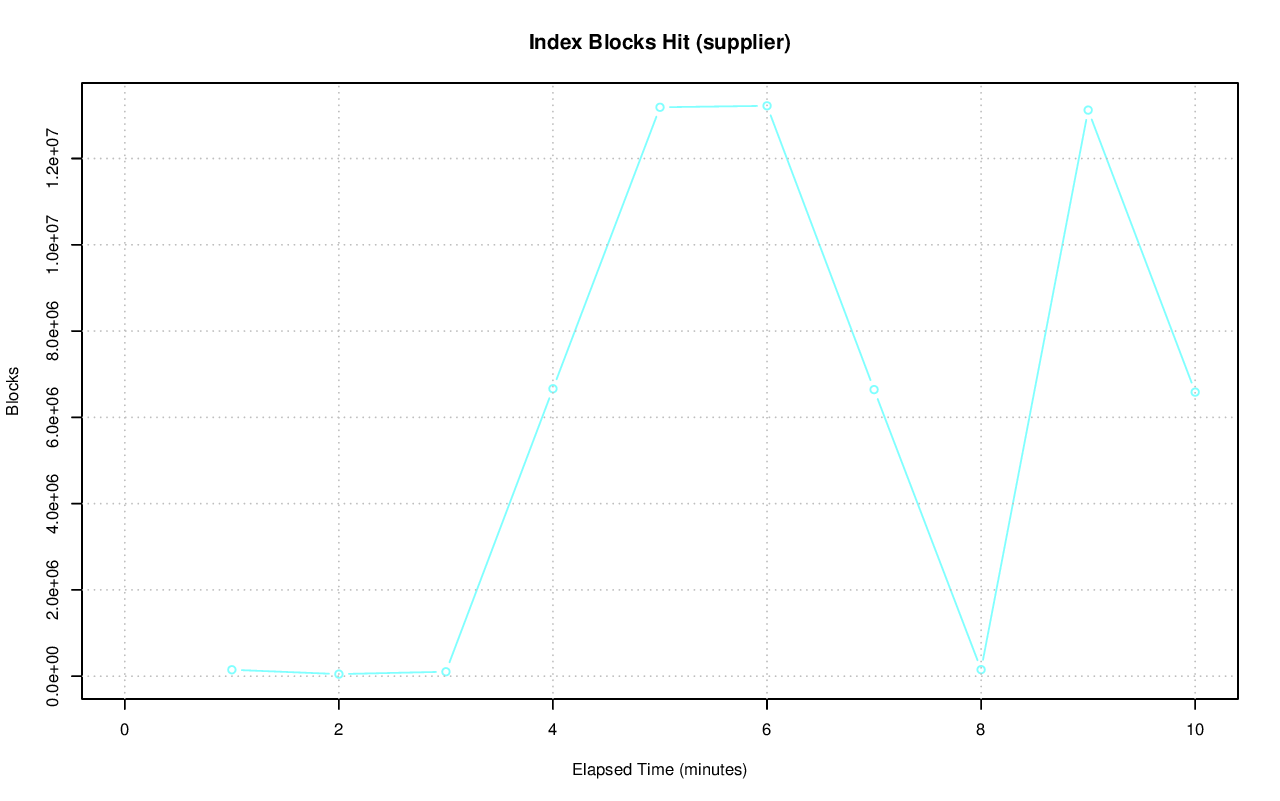 Index Blocks Hit (supplier)
Blocks
1.2e+07
1.0e+07
8.0e+06
6.0e+06
4.0e+06
2.0e+06
0.0e+00
0 2 4 6 8 10
Elapsed Time (minutes)